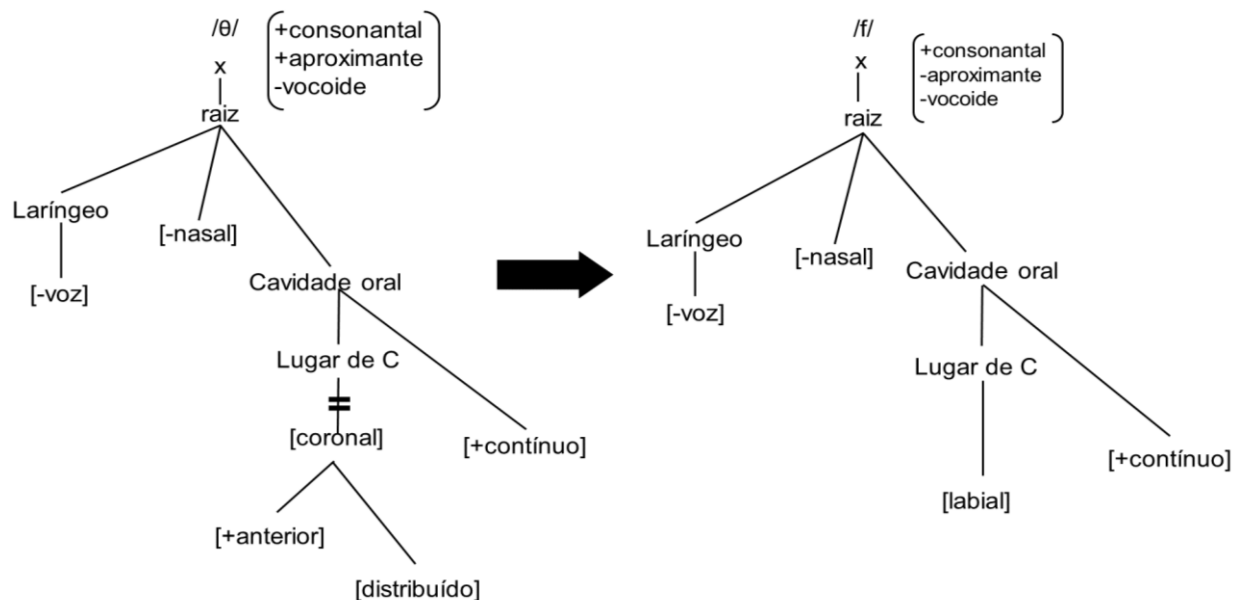 /θ/
+consonantal
+aproximante
-vocoide
x
raiz
Laríngeo
[-nasal]
[-voz]
Cavidade oral
Lugar de C
[coronal]
[+contínuo]
[+anterior]
[distribuído]
/f/
+consonantal
-aproximante
-vocoide
x
raiz
Laríngeo
[-nasal]
Cavidade oral
[-voz]
Lugar de C
[+contínuo]
[labial]